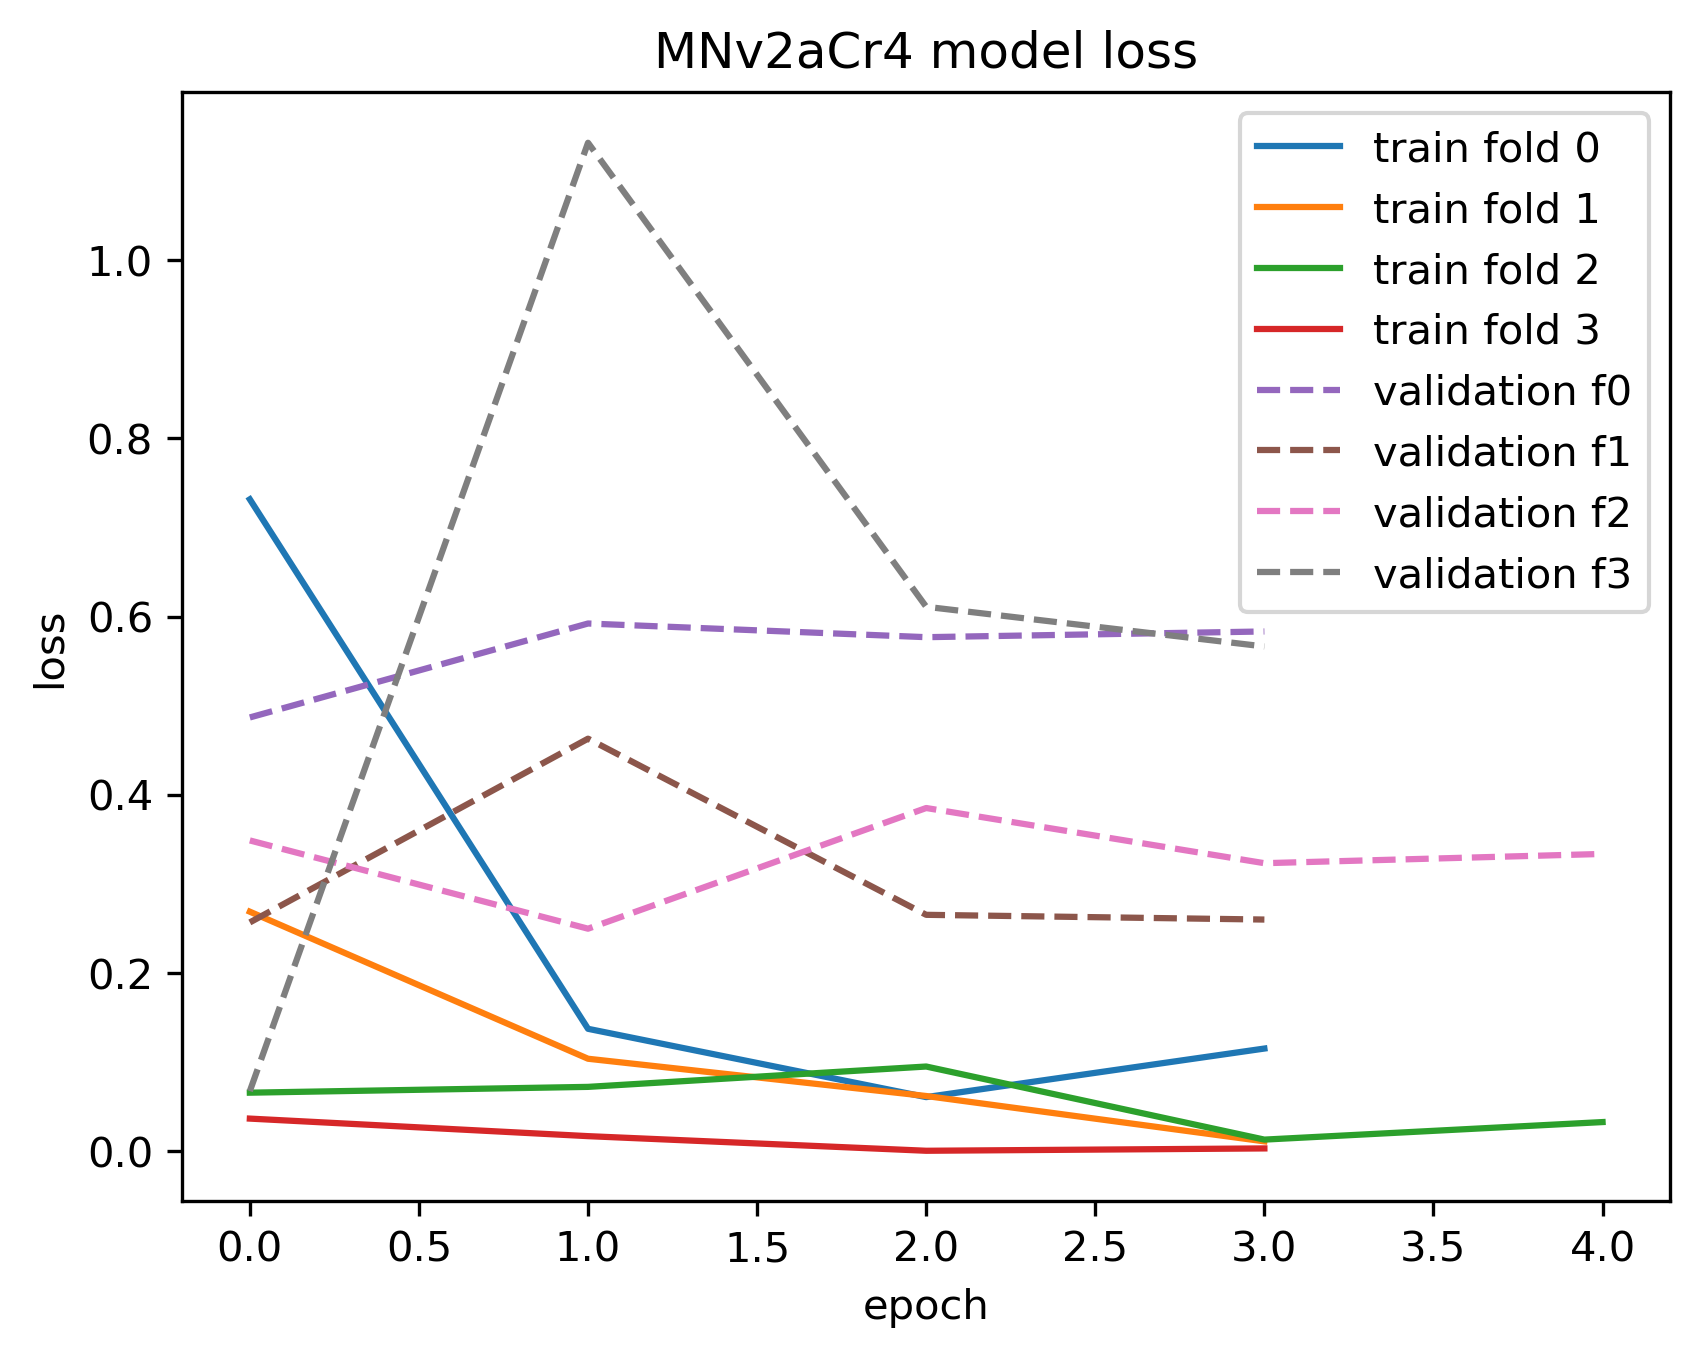 MNv2aCr4 model loss
train fold 0
train fold 1
train fold 2
train fold 3
validation f0
validation f1
validation f2
validation f3
1.0
0.8
0.6
0.4
0.2
0.0
loss
0.0 0.5 1.0 1.5 2.0 2.5 3.0 3.5 4.0
epoch